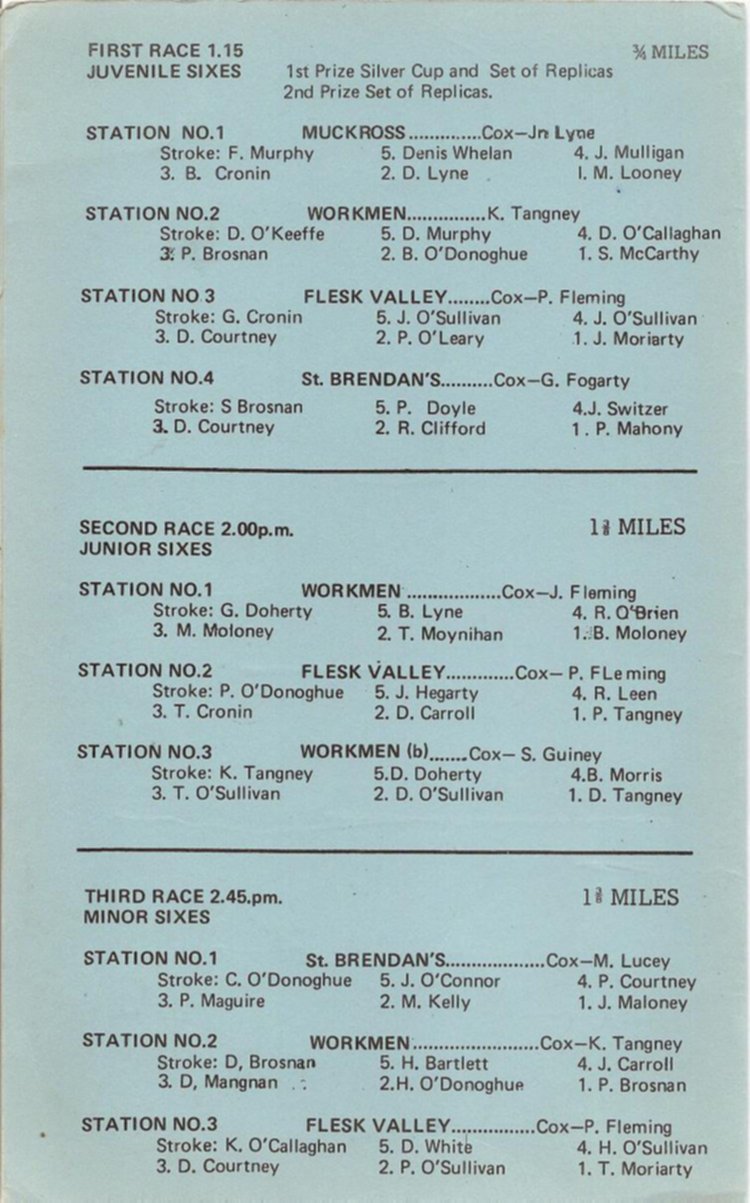 FIRST RACE 1.15 ¾ MILES
JUVENILE SIXES 1st Prize Silver Cup and Set of Replicas
2nd Prize Set of Replicas.
STATION NO.1 MUCKROSS ..............Cox—Jn Lyne
Stroke: F. Murphy 5. Denis Whelan 4. J. Mulligan
3. B. Cronin 2. D. Lyne I. M. Looney
STATION NO.2 WORKMEN...............K. Tangney
Stroke: D. O'Keeffe 5. D. Murphy 4. D. O'Callaghan
3. P. Brosnan 2. B. O'Donoghue 1. S. McCarthy
STATION NO.3 FLESK VALLEY........Cox—P. Fleming
Stroke: G. Cronin 5. J. O'Sullivan 4. J. O'Sullivan
3. D. Courtney 2. P. O'Leary 1. J. Moriarty
STATION NO.4 St. BRENDAN'S..........Cox—G. Fogarty
Stroke: S Brosnan 5. P. Doyle 4.J. Switzer
3. D. Courtney 2. R. Clifford 1. P. Mahony
SECOND RACE 2.00p.m. 1⅜ MILES
JUNIOR SIXES
STATION NO.1 WORKMEN ..................Cox—J. Fleming
Stroke: G. Doherty 5. B. Lyne 4. R. O'Brien
3. M. Moloney 2. T. Moynihan 1. B. Moloney
STATION NO.2 FLESK VALLEY.............Cox— P. FLeming
Stroke: P. O'Donoghue 5. J. Hegarty 4. R. Leen
3. T. Cronin 2. D. Carroll 1. P. Tangney
STATION NO.3 WORKMEN (b).......Cox— S. Guiney
Stroke: K. Tangney 5.D. Doherty 4.B. Morris
3. T. O'Sullivan 2. D. O'Sullivan 1. D. Tangney
THIRD RACE 2.45.pm. 1⅜ MILES
MINOR SIXES
STATION NO.1 St. BRENDAN'S...................Cox—M. Lucey
Stroke: C. O'Donoghue 5. J. O'Connor 4. P. Courtney
3. P. Maguire 2. M. Kelly 1. J. Maloney
STATION NO.2 WORKMEN........................Cox—K. Tangney
Stroke: D, Brosnan 5. H. Bartlett 4. J. Carroll
3. D, Mangnan 2.H. O'Donoghue 1. P. Brosnan
STATION NO.3 FLESK VALLEY................Cox—P. Fleming
Stroke: K. O'Callaghan 5. D. White 4. H. O'Sullivan
3. D. Courtney 2. P. O'Sullivan 1. T. Moriarty